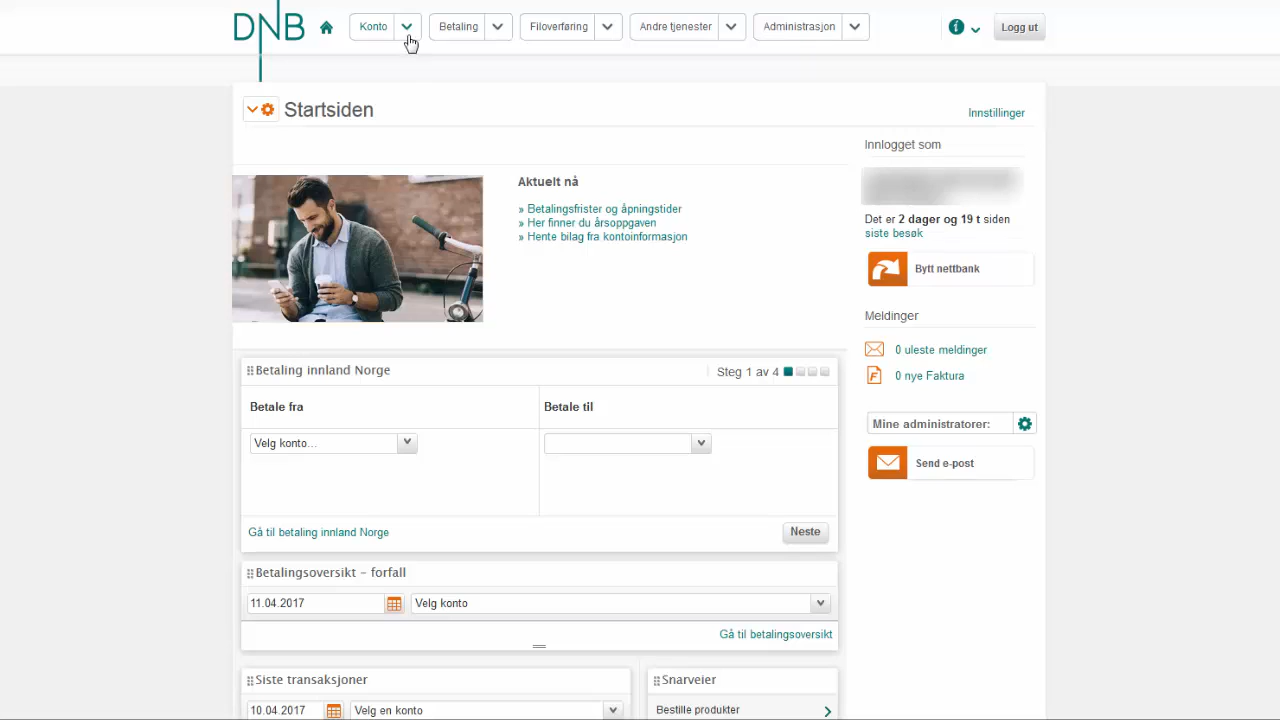 DNB
Konto
Betaling
Filoverføring
Andre tjenester
Administrasjon
Logg ut
Startsiden
Innstillinger
Aktuelt nå
» Betalingsfrister og åpningstider
» Her finner du årsoppgaven
» Hente bilag fra kontoinformasjon
Innlogget som
Det er 2 dager og 19 t siden
siste besøk
Bytt nettbank
Meldinger
0 uleste meldinger
0 nye Faktura
Mine administratorer:
Send e-post
Betaling innland Norge
Steg 1 av 4
Betale fra
Betale til
Velg konto...
Gå til betaling innland Norge
Neste
Betalingsoversikt – forfall
11.04.2017
Velg konto
Gå til betalingsoversikt
Siste transaksjoner
10.04.2017
Velg en konto
Snarveier
Bestille produkter